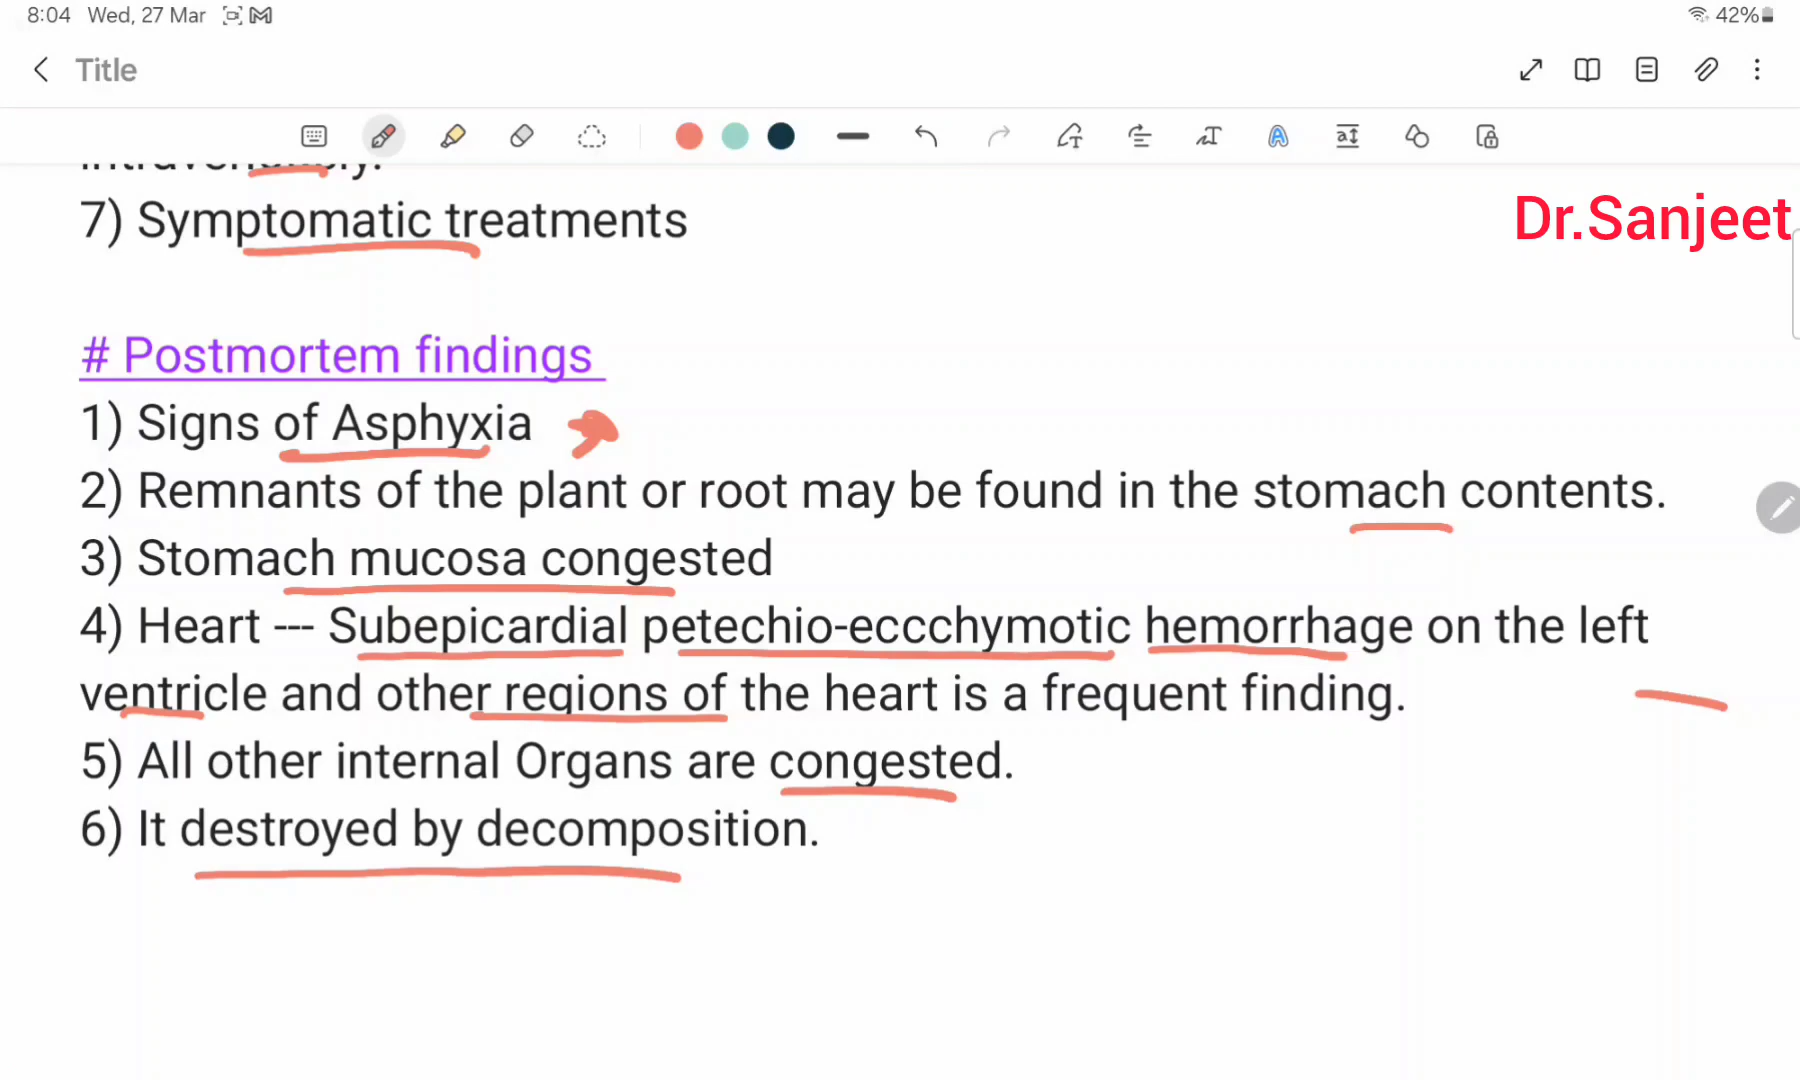 8:04 Wed, 27 Mar 42%
Title
7) Symptomatic treatments
Dr.Sanjeet
# Postmortem findings
1) Signs of Asphyxia
2) Remnants of the plant or root may be found in the stomach contents.
3) Stomach mucosa congested
4) Heart --- Subepicardial petechio-eccchymotic hemorrhage on the left
ventricle and other regions of the heart is a frequent finding.
5) All other internal Organs are congested.
6) It destroyed by decomposition.